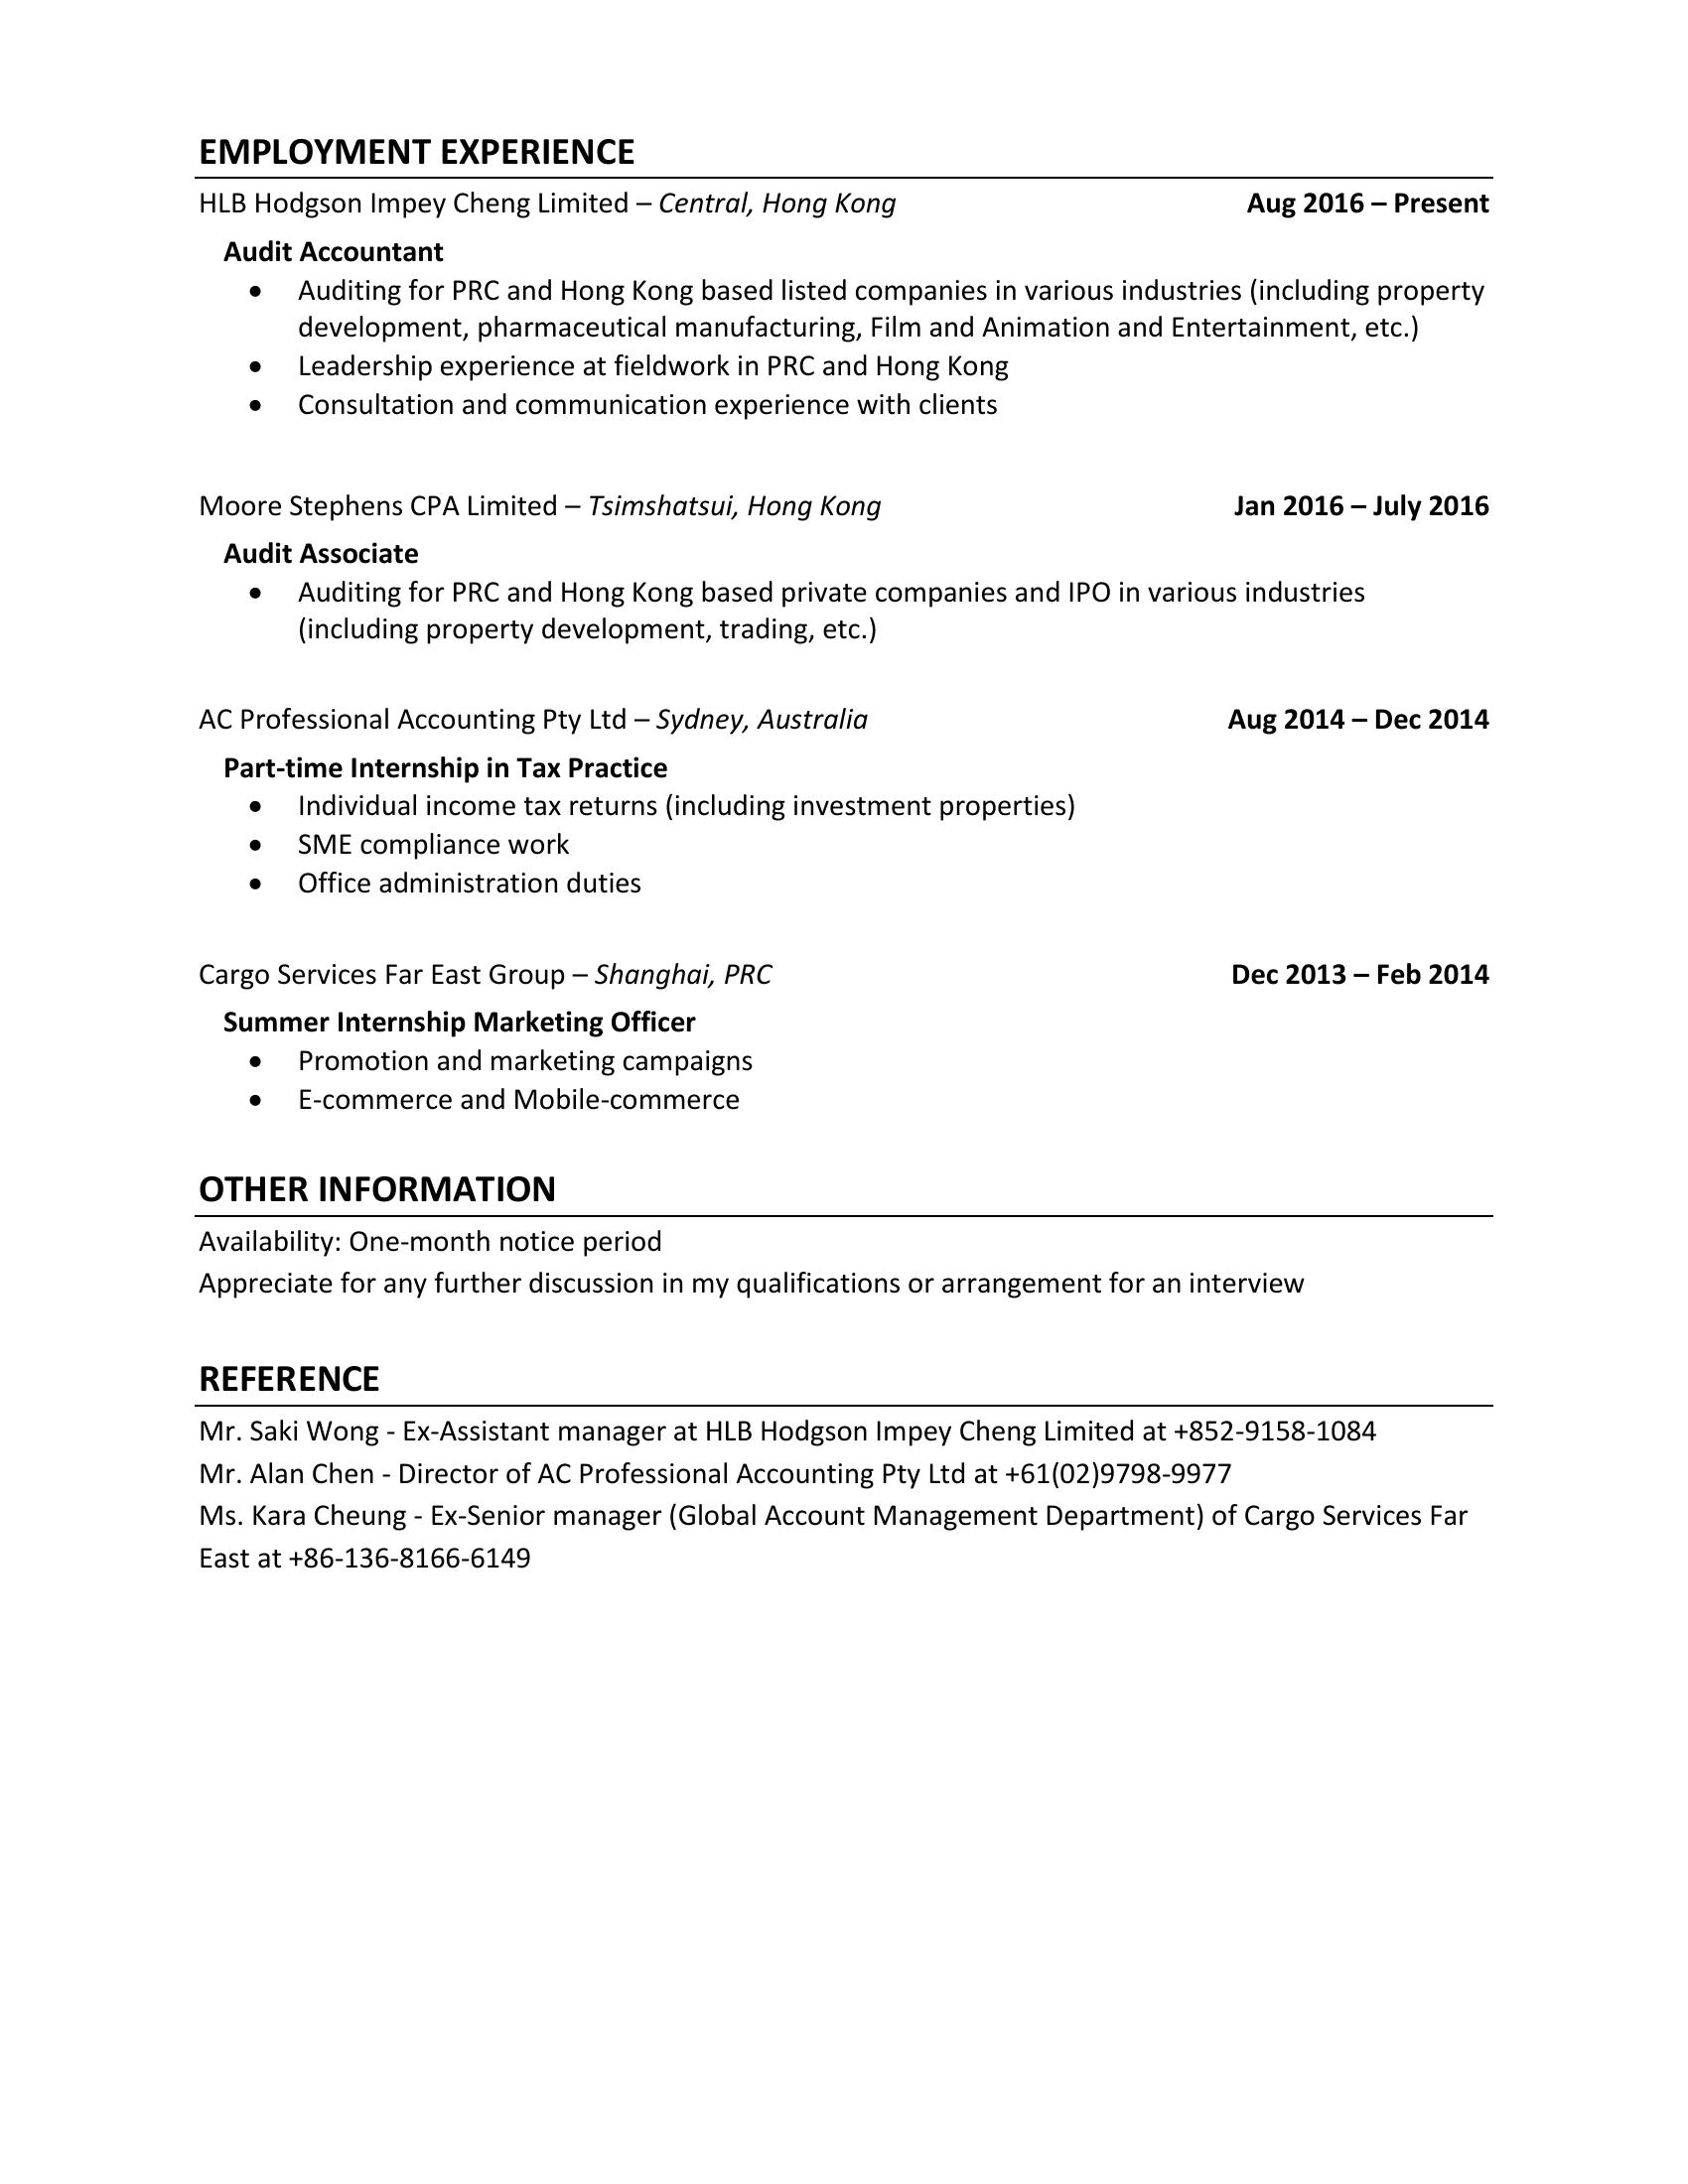 EMPLOYMENT EXPERIENCE
HLB Hodgson Impey Cheng Limited – Central, Hong Kong Aug 2016 – Present
Audit Accountant
• Auditing for PRC and Hong Kong based listed companies in various industries (including property
development, pharmaceutical manufacturing, Film and Animation and Entertainment, etc.)
• Leadership experience at fieldwork in PRC and Hong Kong
• Consultation and communication experience with clients
Moore Stephens CPA Limited – Tsimshatsui, Hong Kong Jan 2016 – July 2016
Audit Associate
• Auditing for PRC and Hong Kong based private companies and IPO in various industries
(including property development, trading, etc.)
AC Professional Accounting Pty Ltd – Sydney, Australia Aug 2014 – Dec 2014
Part-time Internship in Tax Practice
• Individual income tax returns (including investment properties)
• SME compliance work
• Office administration duties
Cargo Services Far East Group – Shanghai, PRC Dec 2013 – Feb 2014
Summer Internship Marketing Officer
• Promotion and marketing campaigns
• E-commerce and Mobile-commerce
OTHER INFORMATION
Availability: One-month notice period
Appreciate for any further discussion in my qualifications or arrangement for an interview
REFERENCE
Mr. Saki Wong - Ex-Assistant manager at HLB Hodgson Impey Cheng Limited at +852-9158-1084
Mr. Alan Chen - Director of AC Professional Accounting Pty Ltd at +61(02)9798-9977
Ms. Kara Cheung - Ex-Senior manager (Global Account Management Department) of Cargo Services Far
East at +86-136-8166-6149